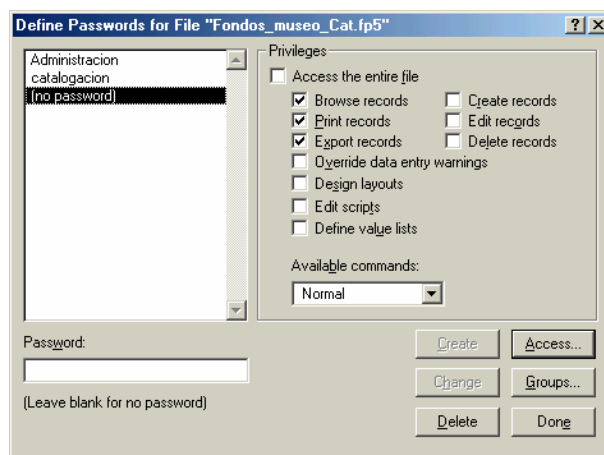 Define Passwords for File "Fondos_museo_Cat.fp5"
Administracion
catalogacion
(no password)
Privileges
Access the entire file
Browse records
Create records
Print records
Edit records
Export records
Delete records
Override data entry warnings
Design layouts
Edit scripts
Define value lists
Available commands:
Normal
Password:
(Leave blank for no password)
Create
Access...
Change
Groups...
Delete
Done